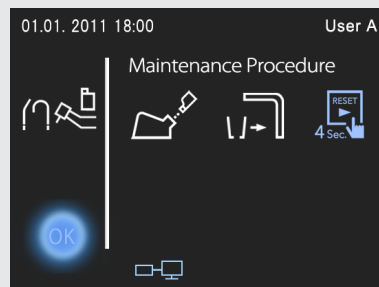 01.01. 2011 18:00 User A
Maintenance Procedure
RESET
4 Sec.
OK